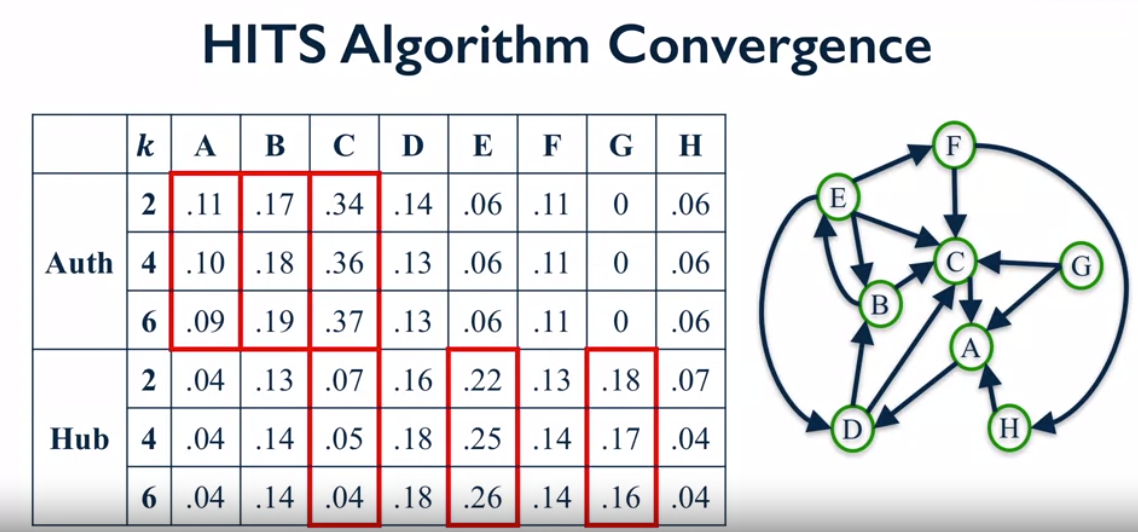 HITS Algorithm Convergence
k A B C D E F G H
2 .11 .17 .34 .14 .06 .11 0 .06
Auth 4 .10 .18 .36 .13 .06 .11 0 .06
6 .09 .19 .37 .13 .06 .11 0 .06
2 .04 .13 .07 .16 .22 .13 .18 .07
Hub 4 .04 .14 .05 .18 .25 .14 .17 .04
6 .04 .14 .04 .18 .26 .14 .16 .04
F
E
C G
B
A
D H